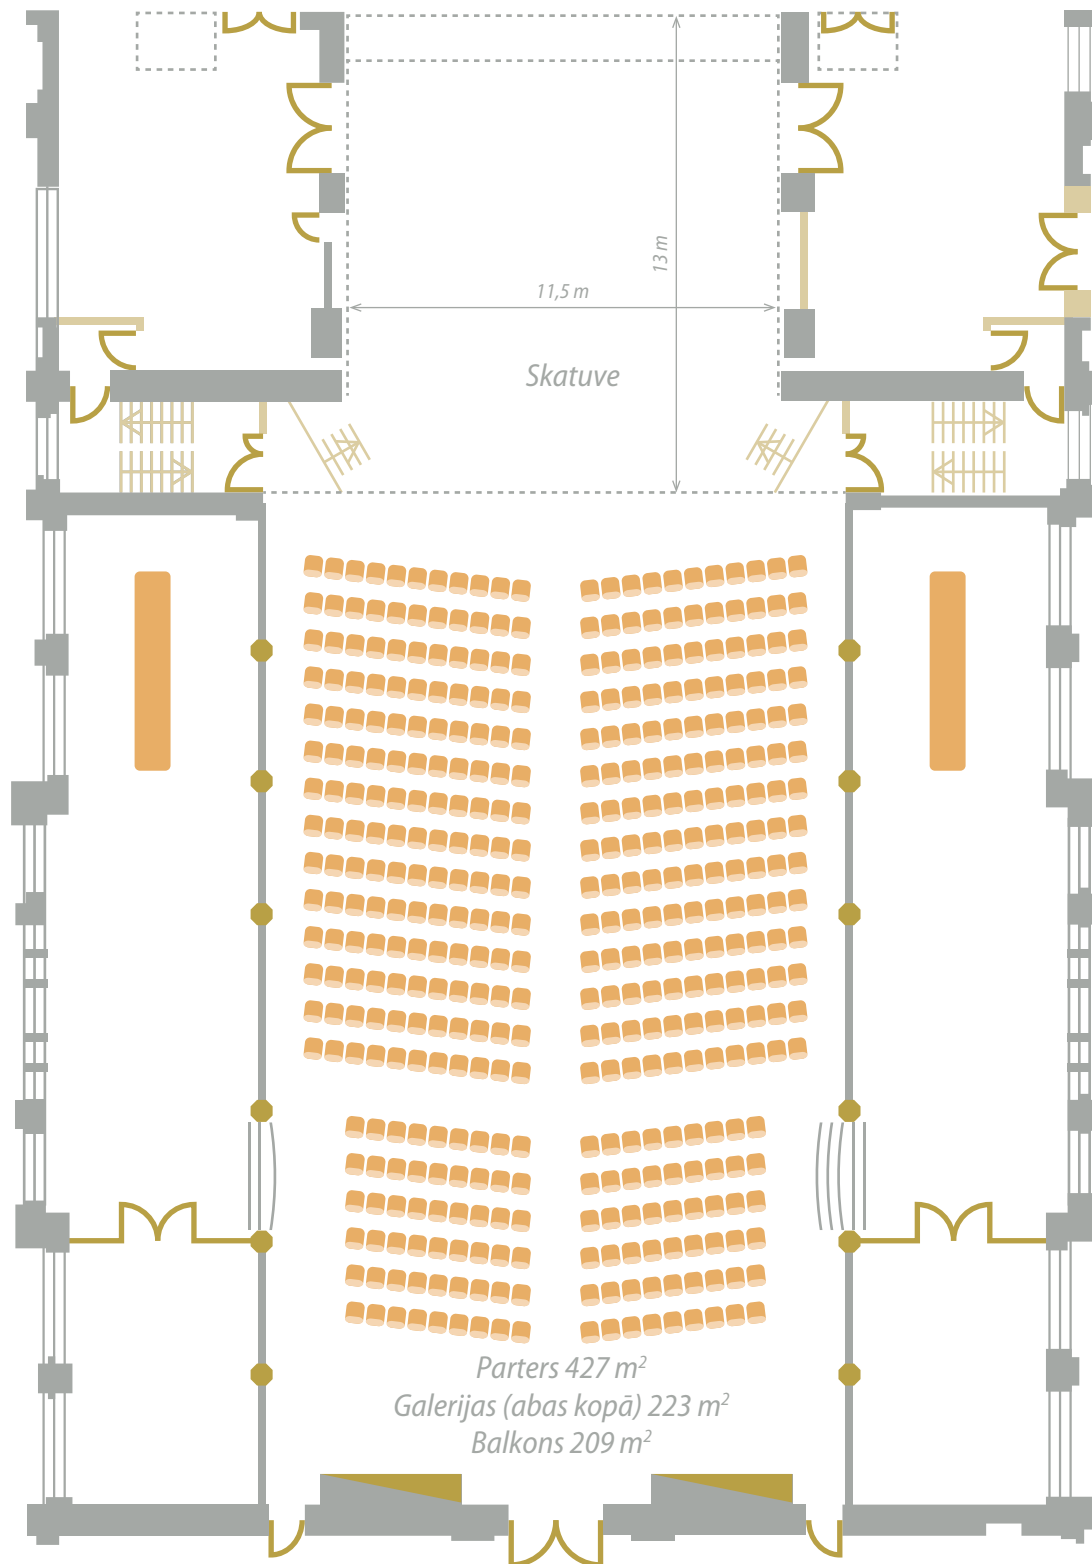 13 m
11,5 m
Skatuve
Parters 427 m²
Galerijas (abas kopā) 223 m²
Balkons 209 m²